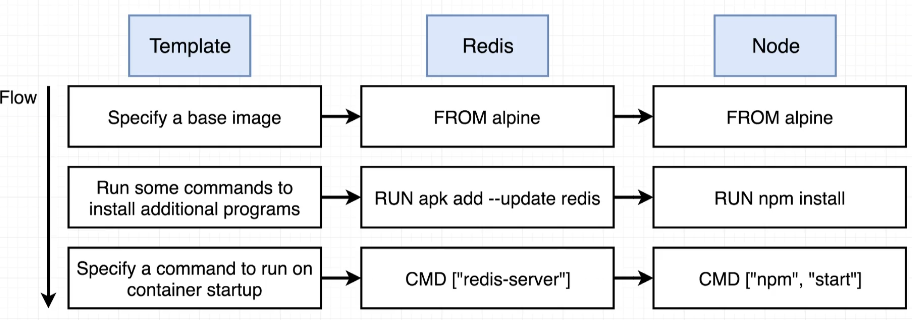 Template
Redis
Node
Flow
Specify a base image
FROM alpine
FROM alpine
Run some commands to
install additional programs
RUN apk add --update redis
RUN npm install
Specify a command to run on
container startup
CMD ["redis-server"]
CMD ["npm", "start"]